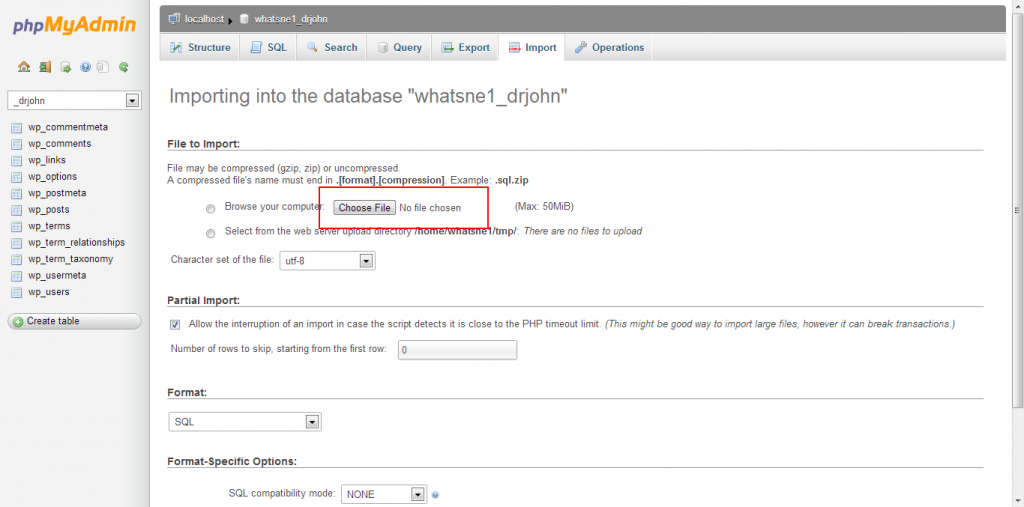 phpMyAdmin
localhost whatsne1_drjohn
Structure SQL Search Query Export Import Operations
_drjohn
wp_commentmeta
wp_comments
wp_links
wp_options
wp_postmeta
wp_posts
wp_terms
wp_term_relationships
wp_term_taxonomy
wp_usermeta
wp_users
Create table
Importing into the database "whatsne1_drjohn"
File to Import:
File may be compressed (gzip, zip) or uncompressed.
A compressed file's name must end in .[format].[compression]. Example: .sql.zip
Browse your computer: Choose File No file chosen (Max: 50MiB)
Select from the web server upload directory /home/whatsne1/tmp/: There are no files to upload
Character set of the file: utf-8
Partial Import:
Allow the interruption of an import in case the script detects it is close to the PHP timeout limit. (This might be good way to import large files, however it can break transactions.)
Number of rows to skip, starting from the first row: 0
Format:
SQL
Format-Specific Options:
SQL compatibility mode: NONE